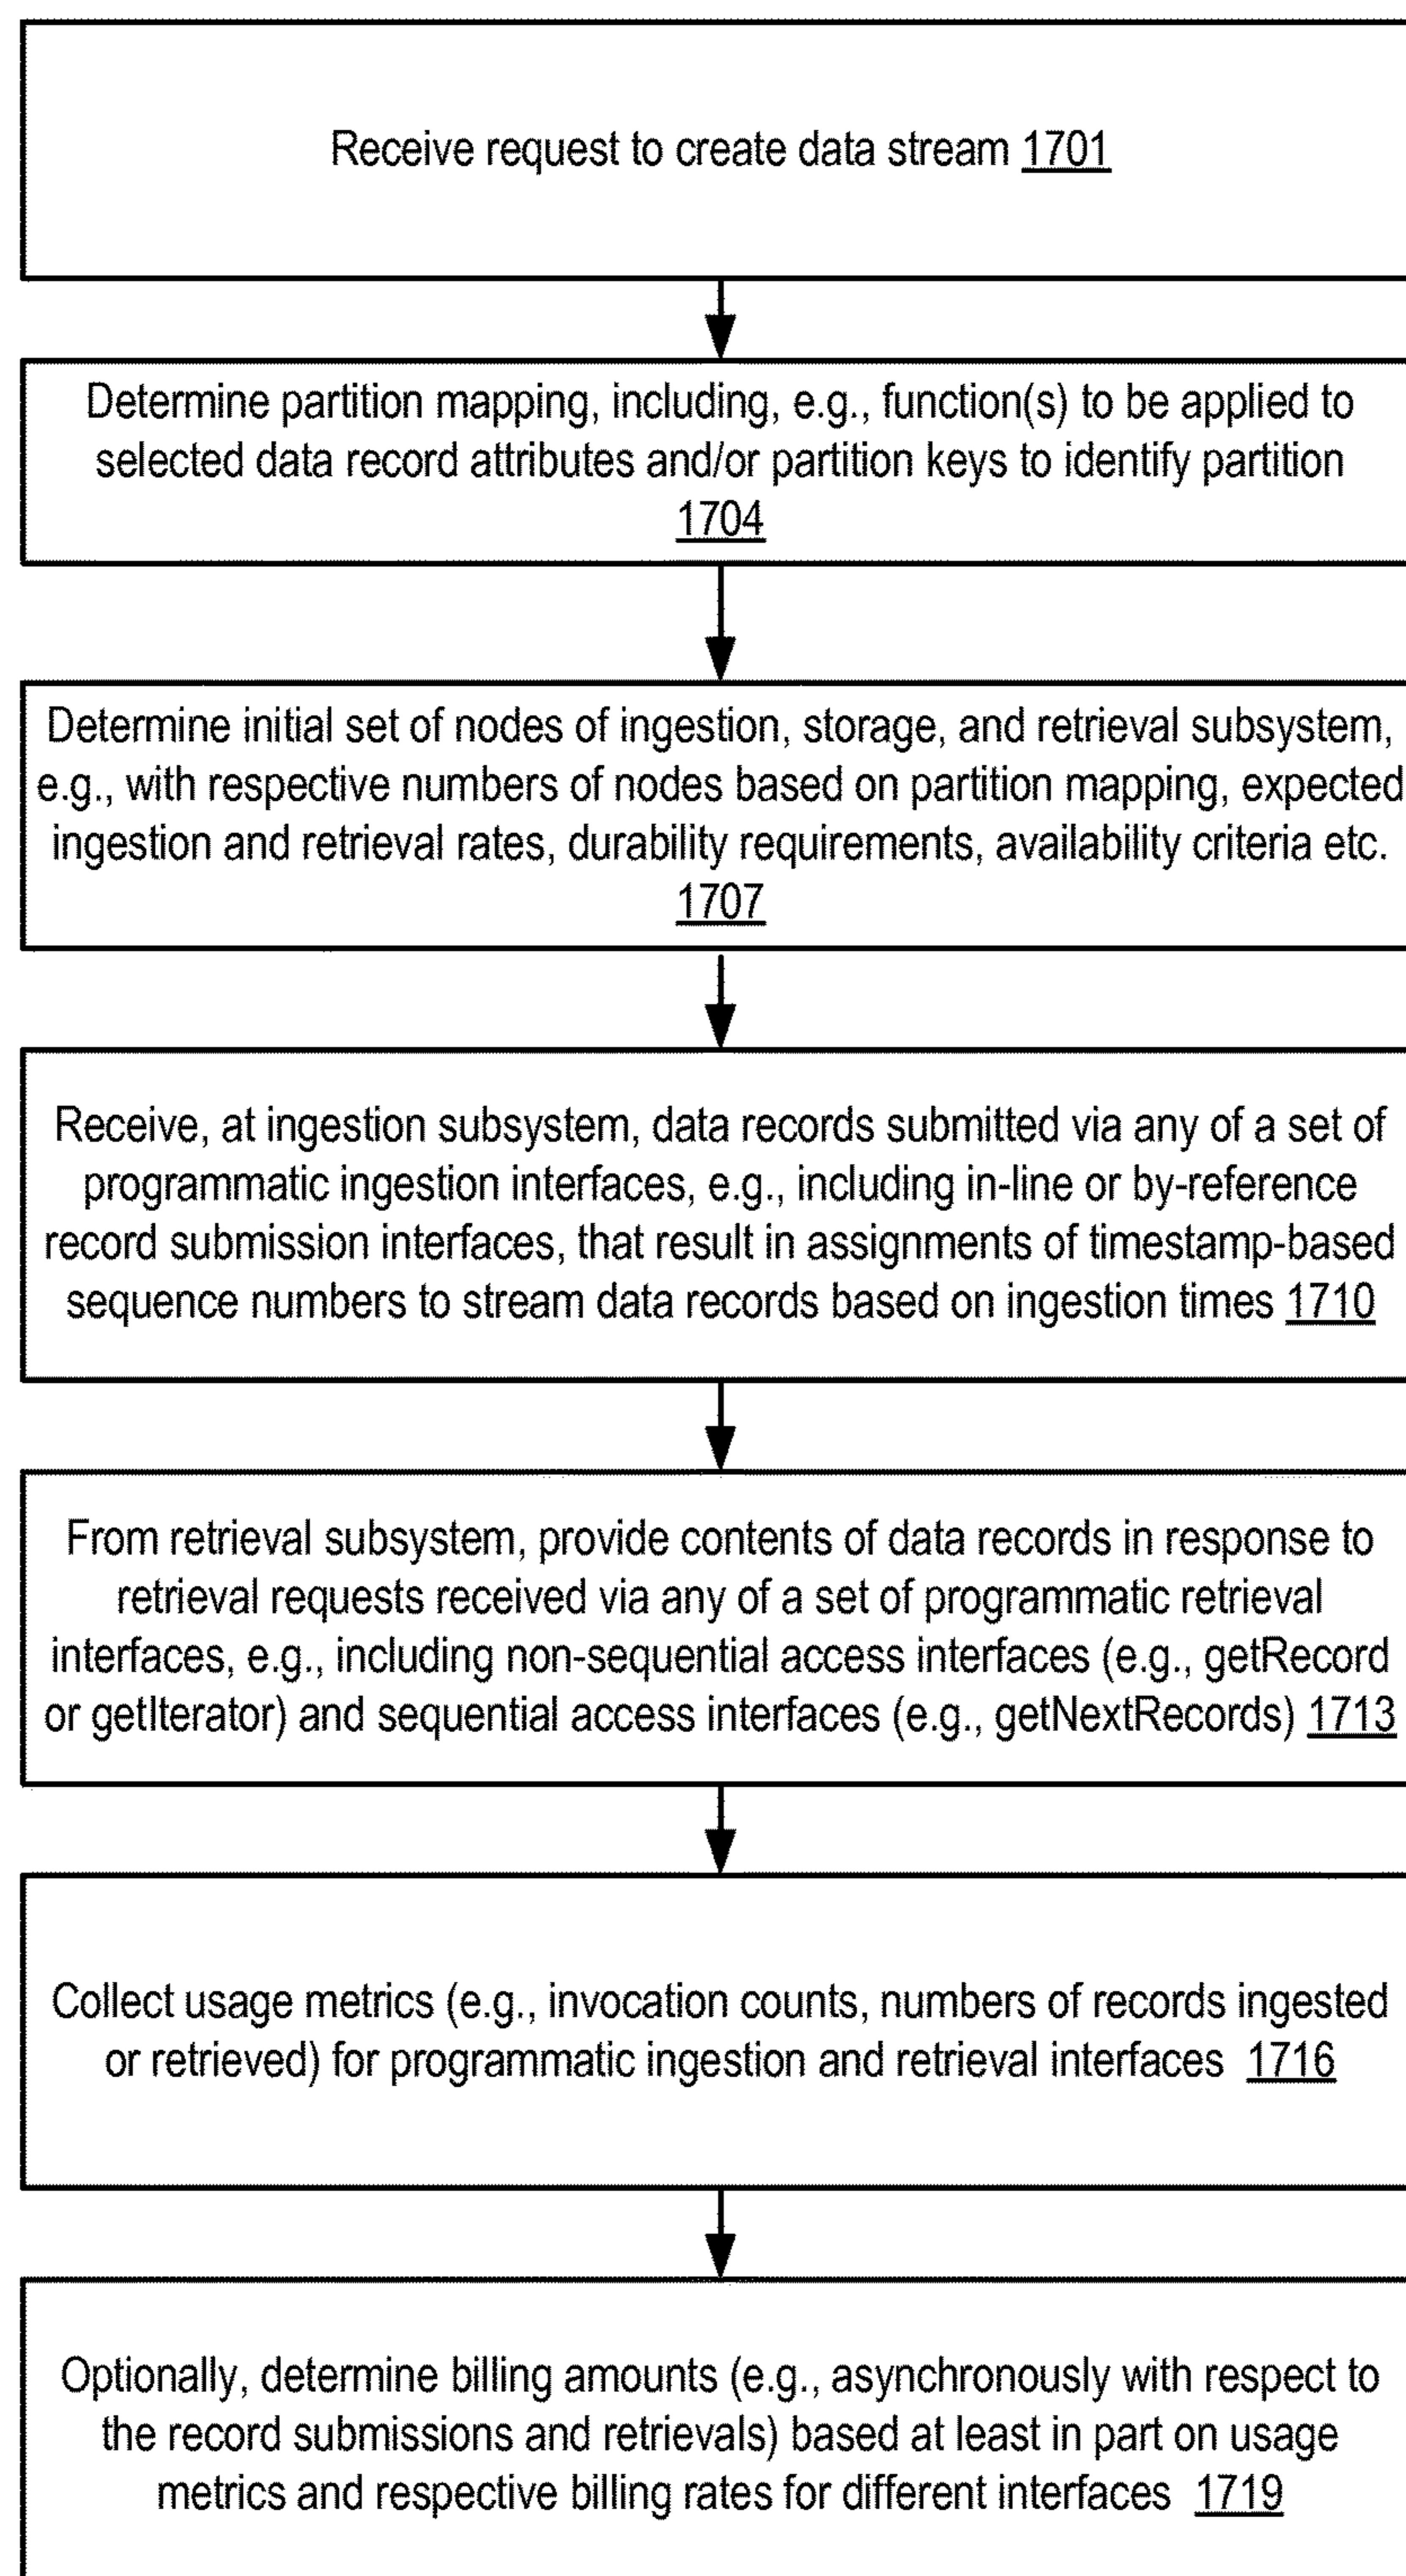 Receive request to create data stream 1701
Determine partition mapping, including, e.g., function(s) to be applied to
selected data record attributes and/or partition keys to identify partition
1704
Determine initial set of nodes of ingestion, storage, and retrieval subsystem,
e.g., with respective numbers of nodes based on partition mapping, expected
ingestion and retrieval rates, durability requirements, availability criteria etc.
1707
Receive, at ingestion subsystem, data records submitted via any of a set of
programmatic ingestion interfaces, e.g., including in-line or by-reference
record submission interfaces, that result in assignments of timestamp-based
sequence numbers to stream data records based on ingestion times 1710
From retrieval subsystem, provide contents of data records in response to
retrieval requests received via any of a set of programmatic retrieval
interfaces, e.g., including non-sequential access interfaces (e.g., getRecord
or getIterator) and sequential access interfaces (e.g., getNextRecords) 1713
Collect usage metrics (e.g., invocation counts, numbers of records ingested
or retrieved) for programmatic ingestion and retrieval interfaces 1716
Optionally, determine billing amounts (e.g., asynchronously with respect to
the record submissions and retrievals) based at least in part on usage
metrics and respective billing rates for different interfaces 1719